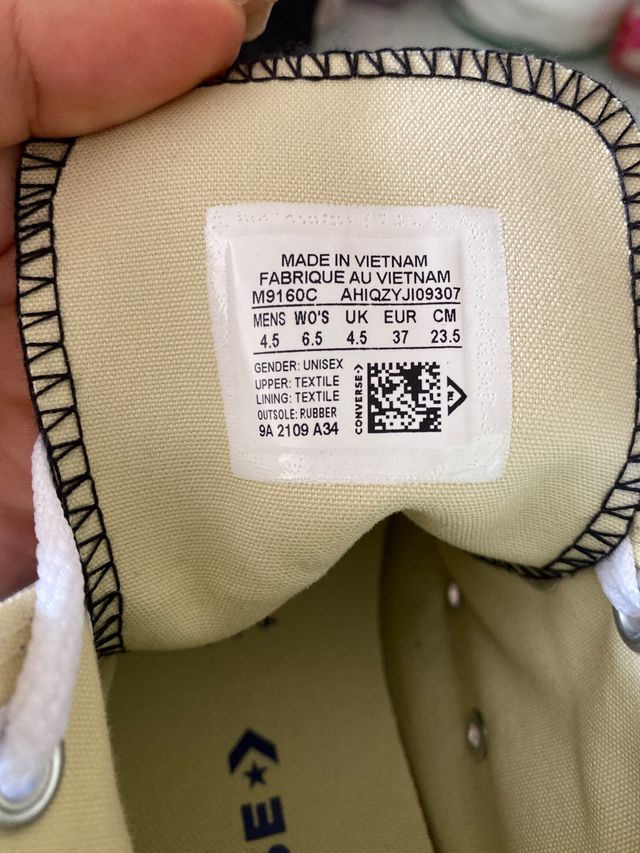 MADE IN VIETNAM
FABRIQUE AU VIETNAM
M9160C AHIQZYJI09307
MENS WO'S UK EUR CM
4.5 6.5 4.5 37 23.5
GENDER: UNISEX
UPPER: TEXTILE
LINING: TEXTILE
OUTSOLE: RUBBER
9A 2109 A34
CONVERSE